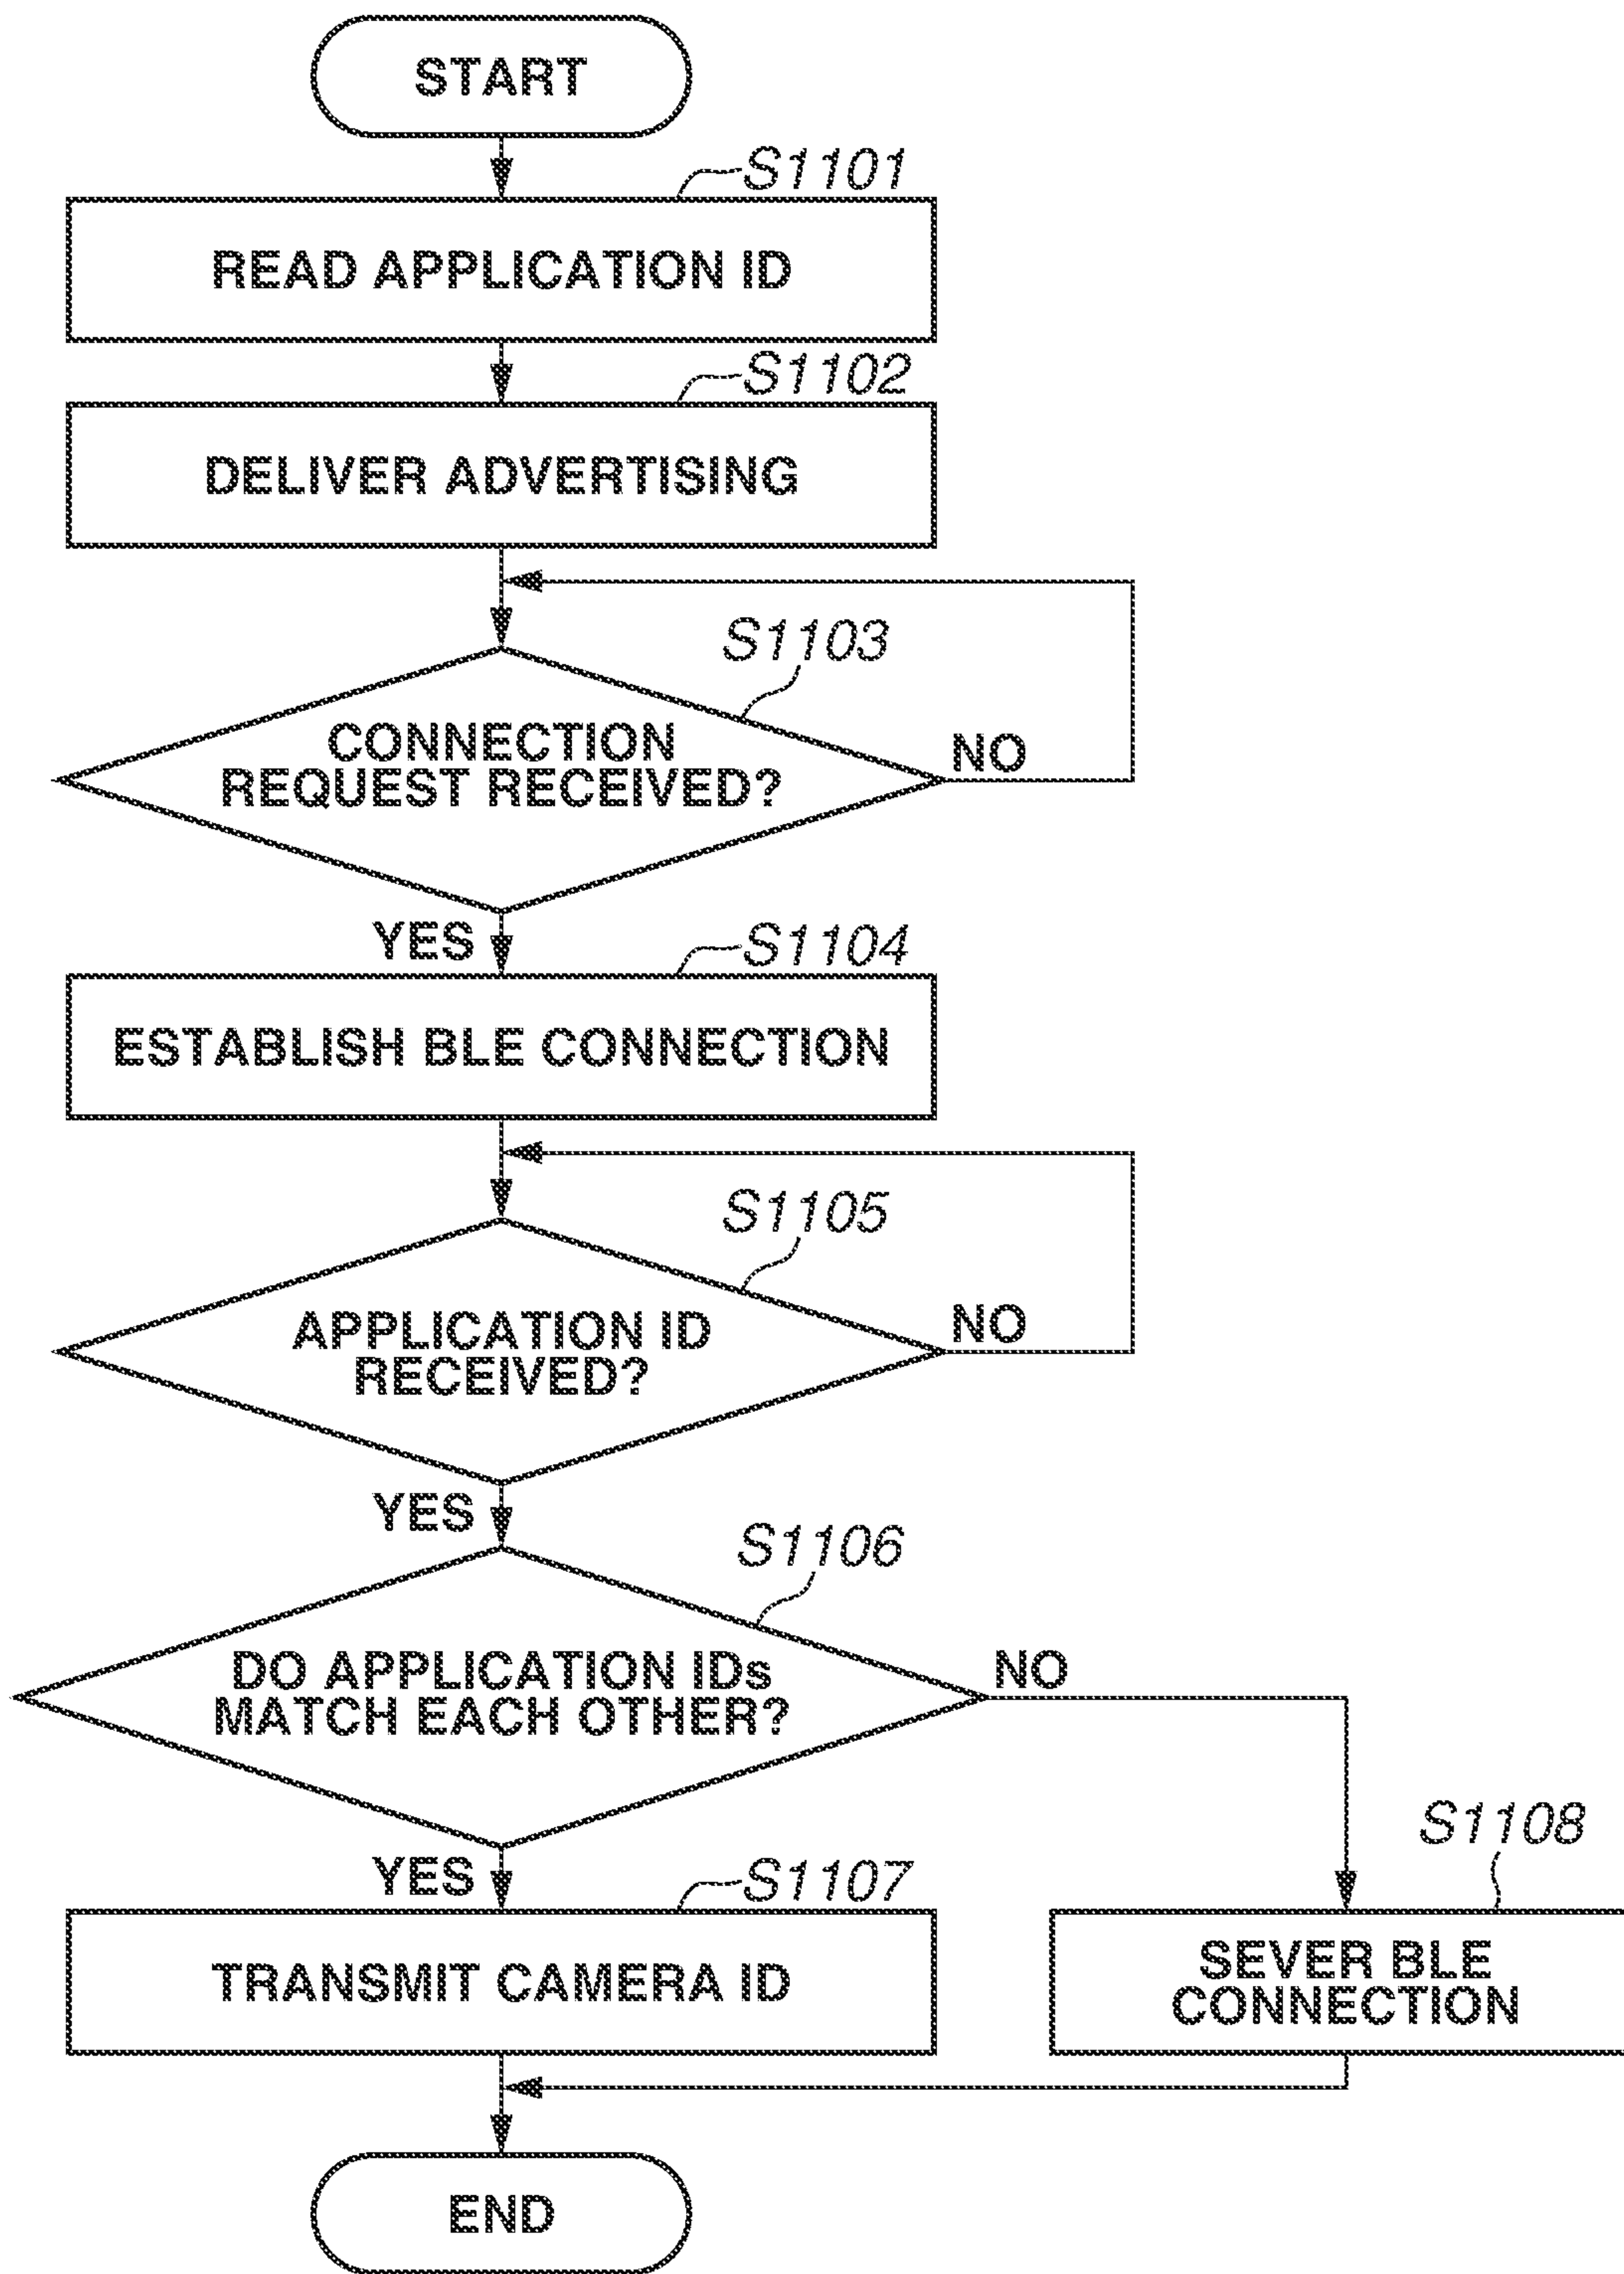 START
S1101
READ APPLICATION ID
S1102
DELIVER ADVERTISING
S1103
CONNECTION
REQUEST RECEIVED?
NO
YES
S1104
ESTABLISH BLE CONNECTION
S1105
APPLICATION ID
RECEIVED?
NO
YES
S1106
DO APPLICATION IDs
MATCH EACH OTHER?
NO
YES
S1107
TRANSMIT CAMERA ID
S1108
SEVER BLE
CONNECTION
END